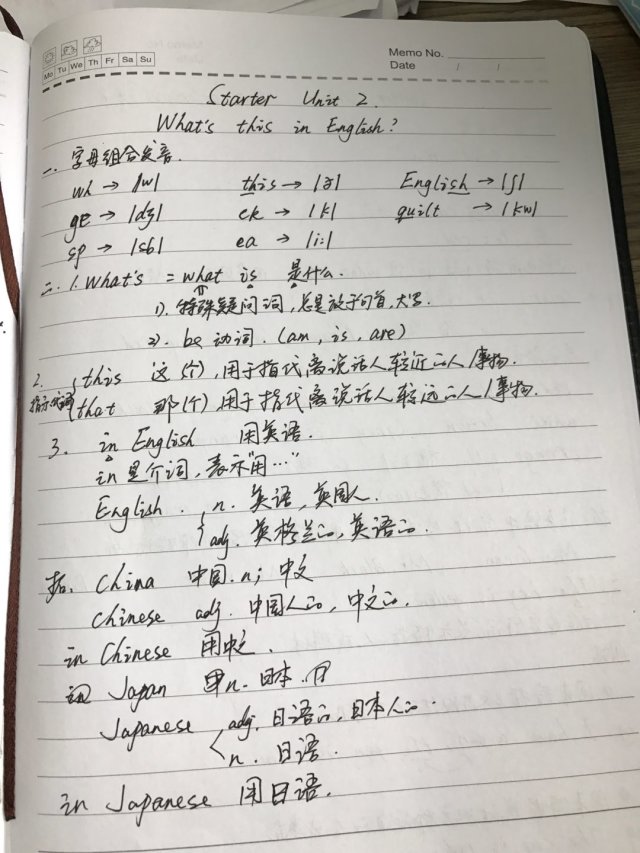 Memo No.
Mo Tu We Th Fr Sa Su
Date / /
Starter Unit 2.
What's this in English?
一. 字母组合发音.
wh → /w/ this → /ð/ English → /ʃ/
ge → /dʒ/ ck → /k/ quilt → /kw/
sp → /sb/ ea → /i:/
二. 1. What's = what is 是什么.
1). 特殊疑问词, 总是放于句首, 大写.
2). be 动词. (am, is, are)
2. this 这(个), 用于指代离说话人较近的人/事物.
指示代词 that 那(个) 用于指代离说话人较远的人/事物.
3. in English 用英语.
in 是介词, 表示"用…"
English. n. 英语, 英国人.
adj. 英格兰的, 英语的.
拓. China 中国. n; 中文
Chinese adj. 中国人的, 中文的.
in Chinese 用中文.
Japan n. 日本.
Japanese adj. 日语的, 日本人的.
n. 日语.
in Japanese 用日语.